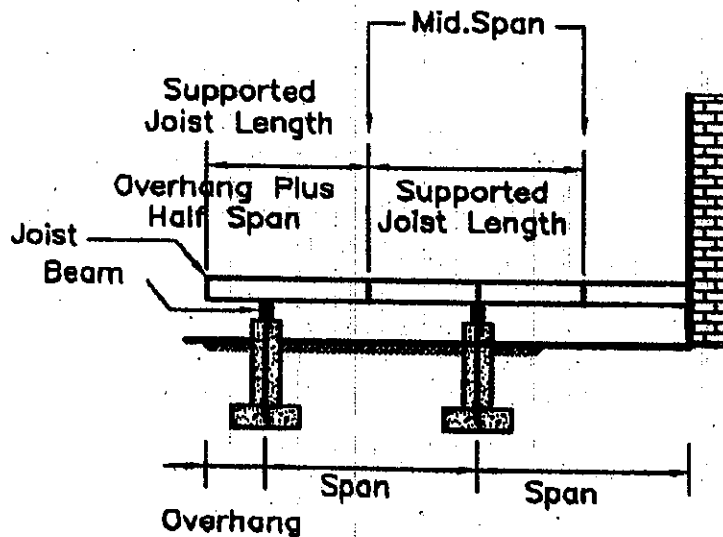 Mid.Span
Supported
Joist Length
Overhang Plus
Half Span
Supported
Joist Length
Joist
Beam
Span
Span
Overhang